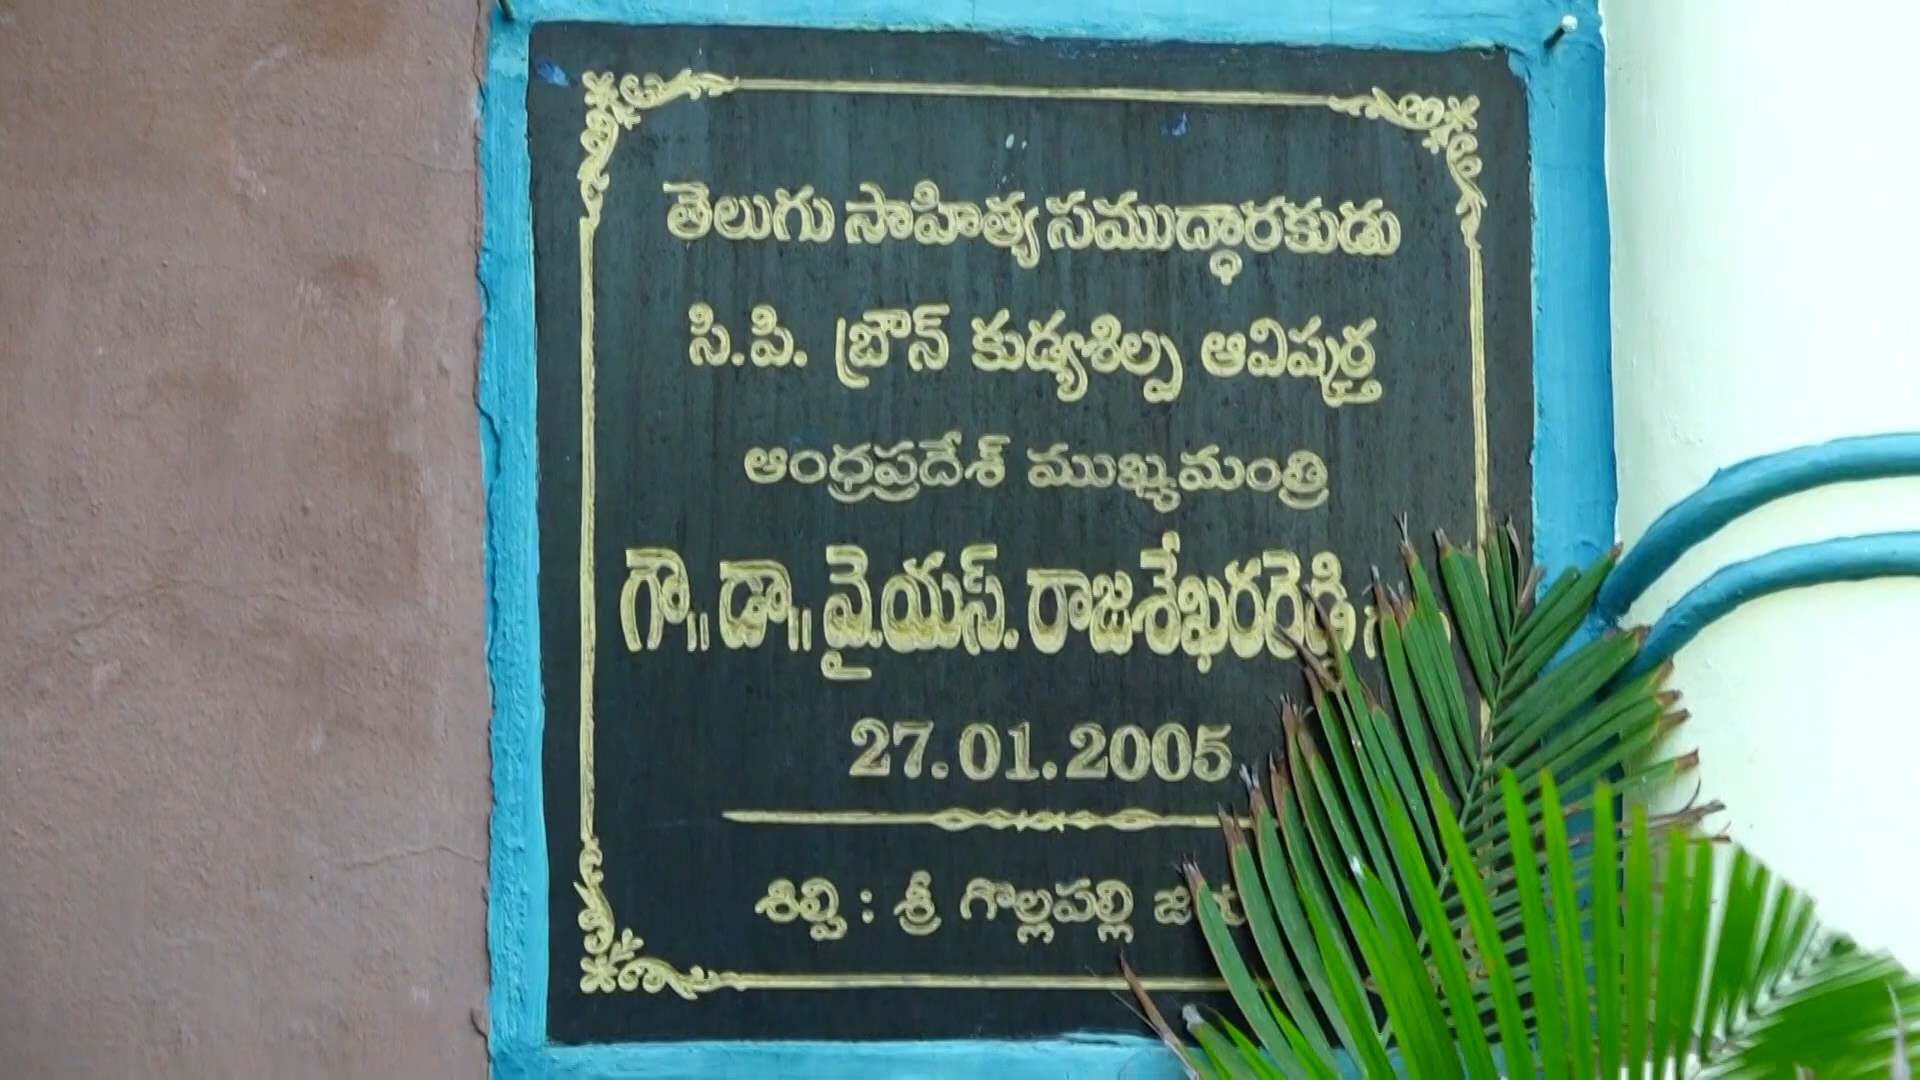 తెలుగు సాహిత్య సముద్ధారకుడు
సి.పి. బ్రౌన్ కుడ్యశిల్ప ఆవిష్కర్త
ఆంధ్రప్రదేశ్ ముఖ్యమంత్రి
గౌ॥ డా॥ వై.యస్. రాజశేఖరరెడ్డి
27.01.2005
శిల్పి : శ్రీ గొల్లపల్లి